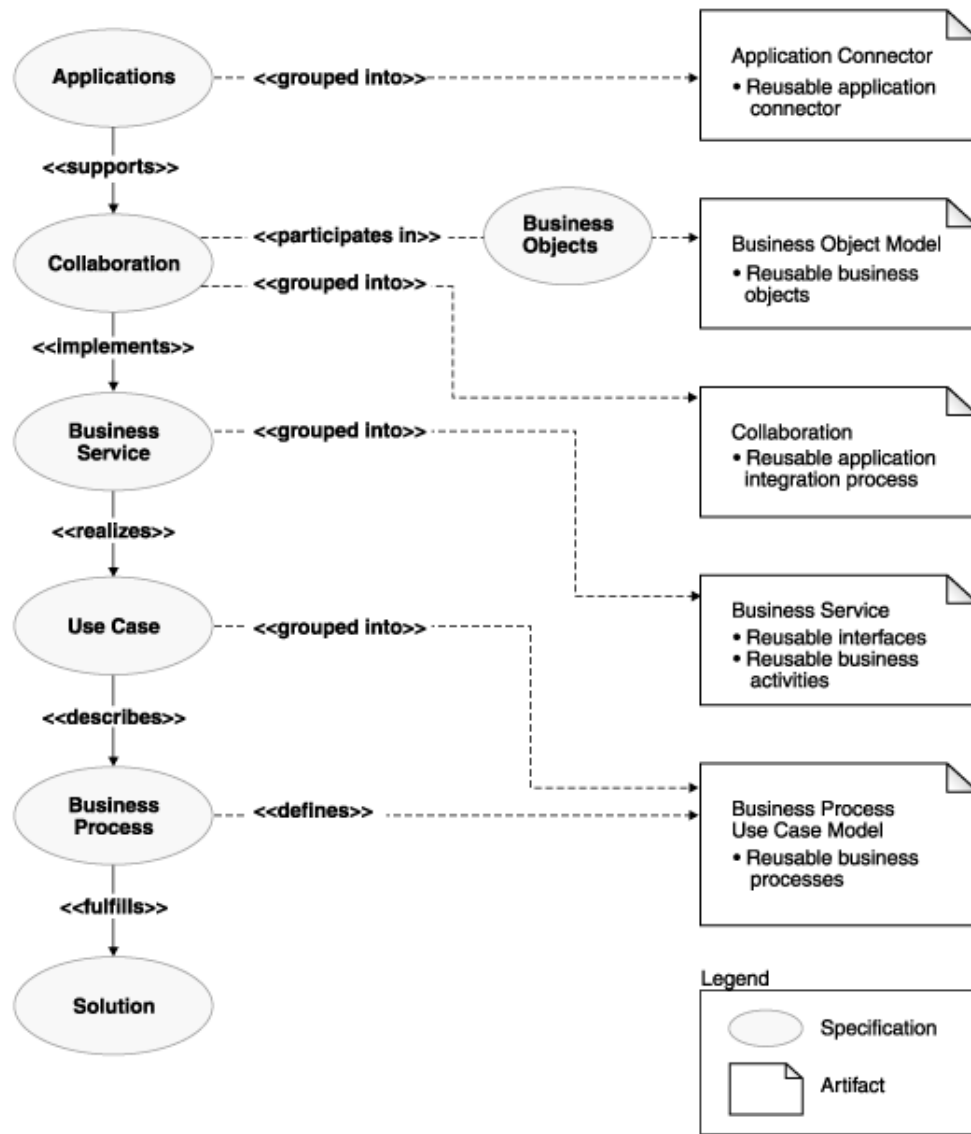 Applications
<<grouped into>>
Application Connector
• Reusable application
connector
<<supports>>
Collaboration
<<participates in>>
Business
Objects
Business Object Model
• Reusable business
objects
<<grouped into>>
<<implements>>
Collaboration
• Reusable application
integration process
Business
Service
<<grouped into>>
<<realizes>>
Business Service
• Reusable interfaces
• Reusable business
activities
Use Case
<<grouped into>>
<<describes>>
Business
Process
<<defines>>
Business Process
Use Case Model
• Reusable business
processes
<<fulfills>>
Solution
Legend
Specification
Artifact